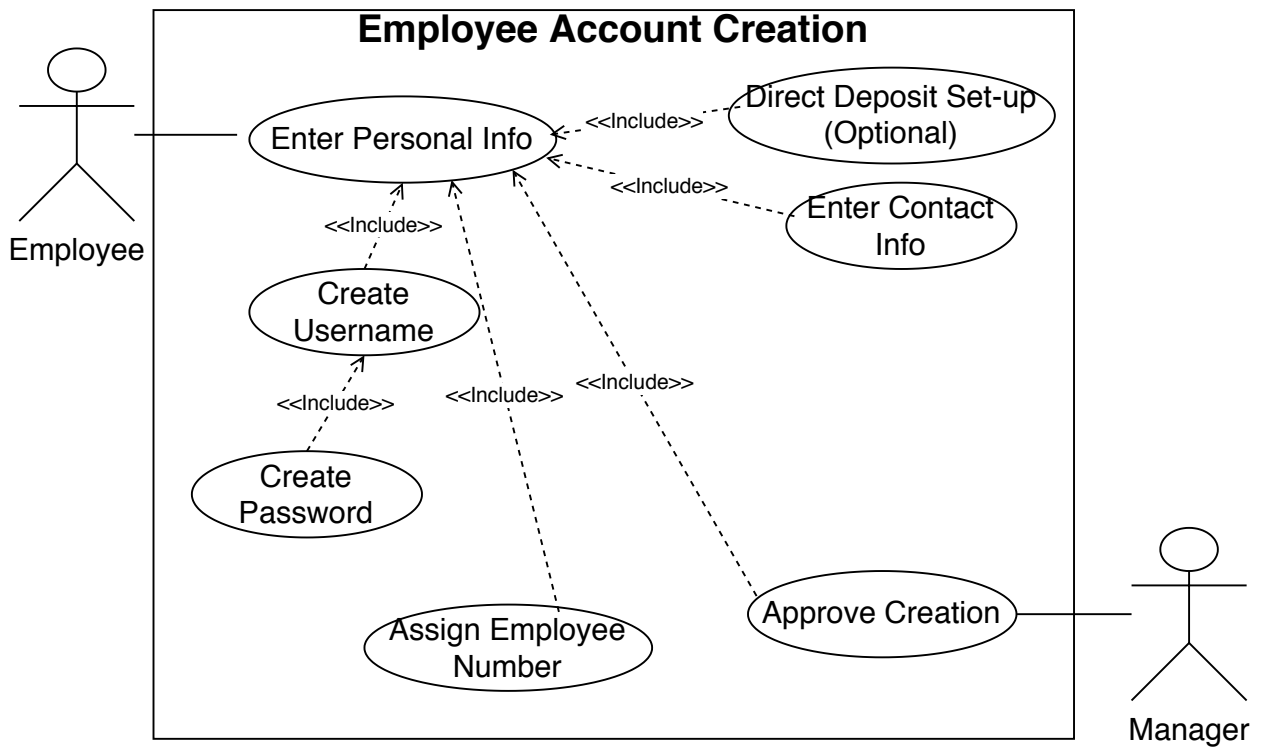 Employee Account Creation
Direct Deposit Set-up
(Optional)
<<Include>>
Enter Personal Info
<<Include>>
Enter Contact
Info
Employee
<<Include>>
Create
Username
<<Include>>
<<Include>>
<<Include>>
Create
Password
Assign Employee
Number
Approve Creation
Manager